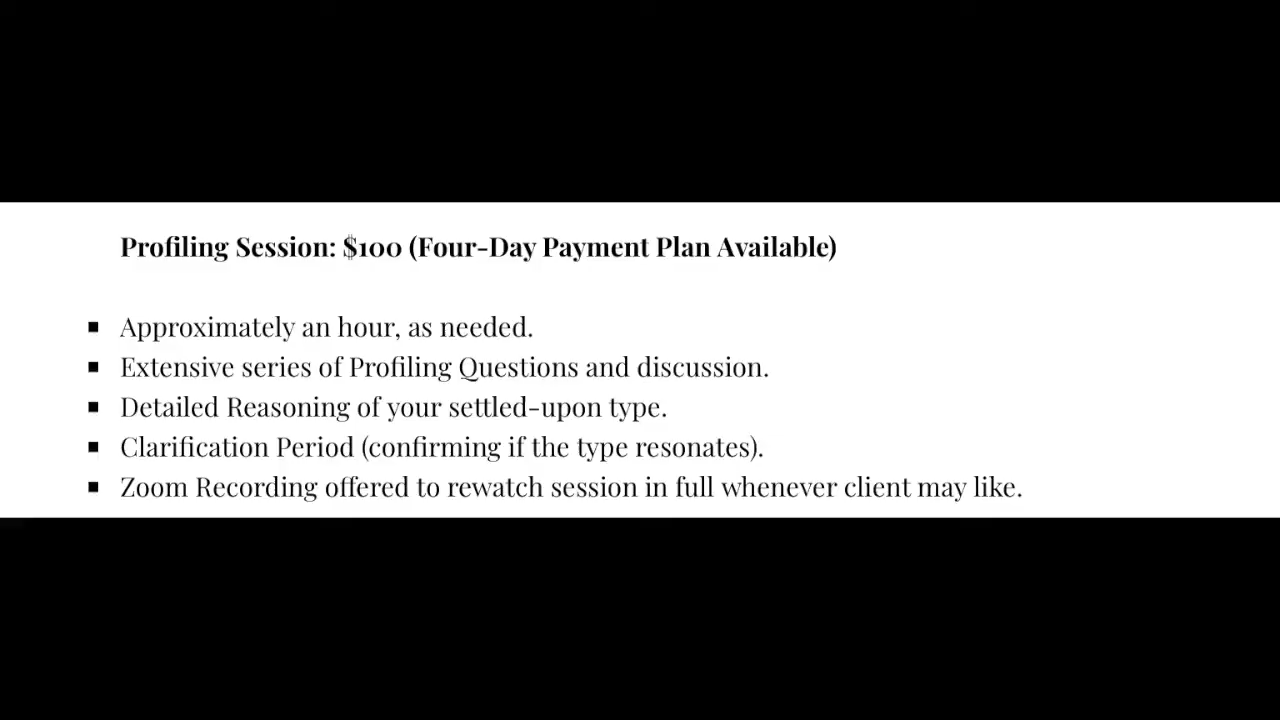 Profiling Session: $100 (Four-Day Payment Plan Available)
▪ Approximately an hour, as needed.
▪ Extensive series of Profiling Questions and discussion.
▪ Detailed Reasoning of your settled-upon type.
▪ Clarification Period (confirming if the type resonates).
▪ Zoom Recording offered to rewatch session in full whenever client may like.